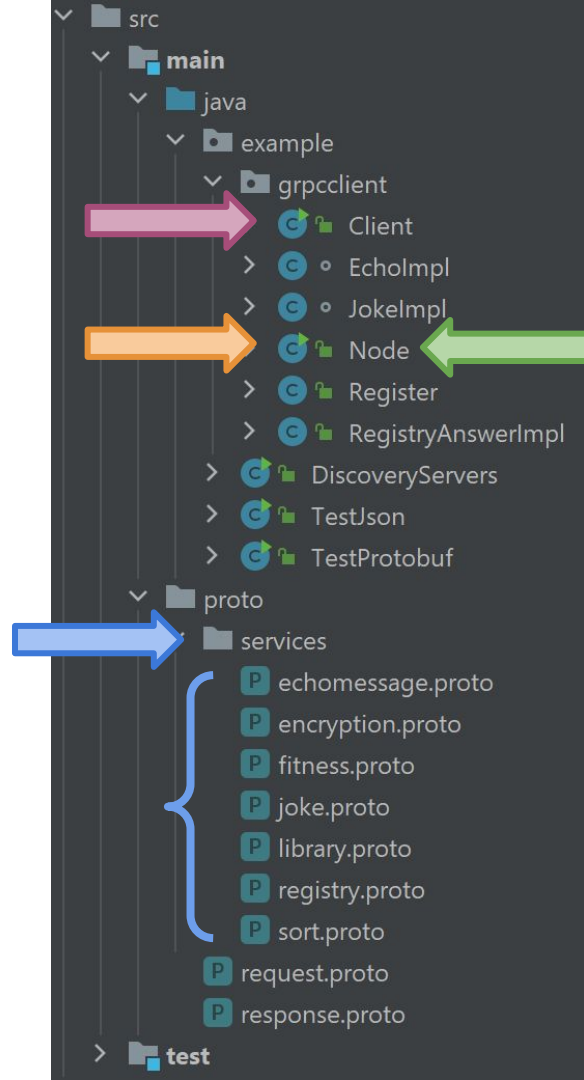 src
main
java
example
grpcclient
C Client
C EchoImpl
C JokeImpl
C Node
C Register
C RegistryAnswerImpl
C DiscoveryServers
C TestJson
C TestProtobuf
proto
services
P echomessage.proto
P encryption.proto
P fitness.proto
P joke.proto
P library.proto
P registry.proto
P sort.proto
P request.proto
P response.proto
test